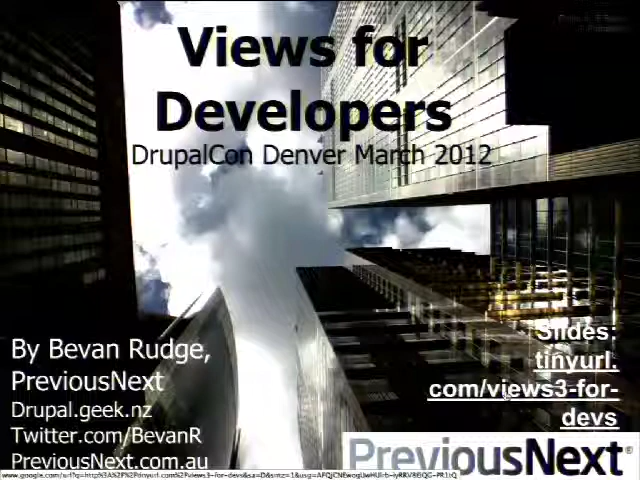 Views for
Developers
DrupalCon Denver March 2012
By Bevan Rudge,
PreviousNext
Drupal.geek.nz
Twitter.com/BevanR
PreviousNext.com.au
Slides:
tinyurl.
com/views3-for-
devs
PreviousNext®